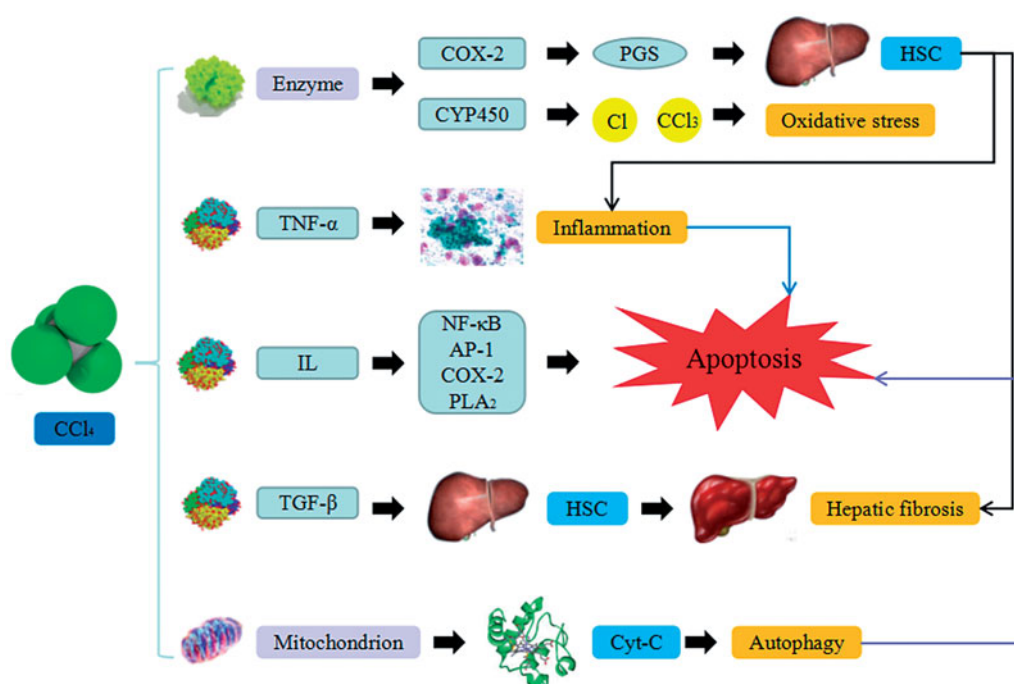 COX-2
PGS
HSC
Enzyme
CYP450
Cl
CCl₃
Oxidative stress
TNF-α
Inflammation
IL
NF-κB
AP-1
COX-2
PLA₂
Apoptosis
CCl₄
TGF-β
HSC
Hepatic fibrosis
Mitochondrion
Cyt-C
Autophagy